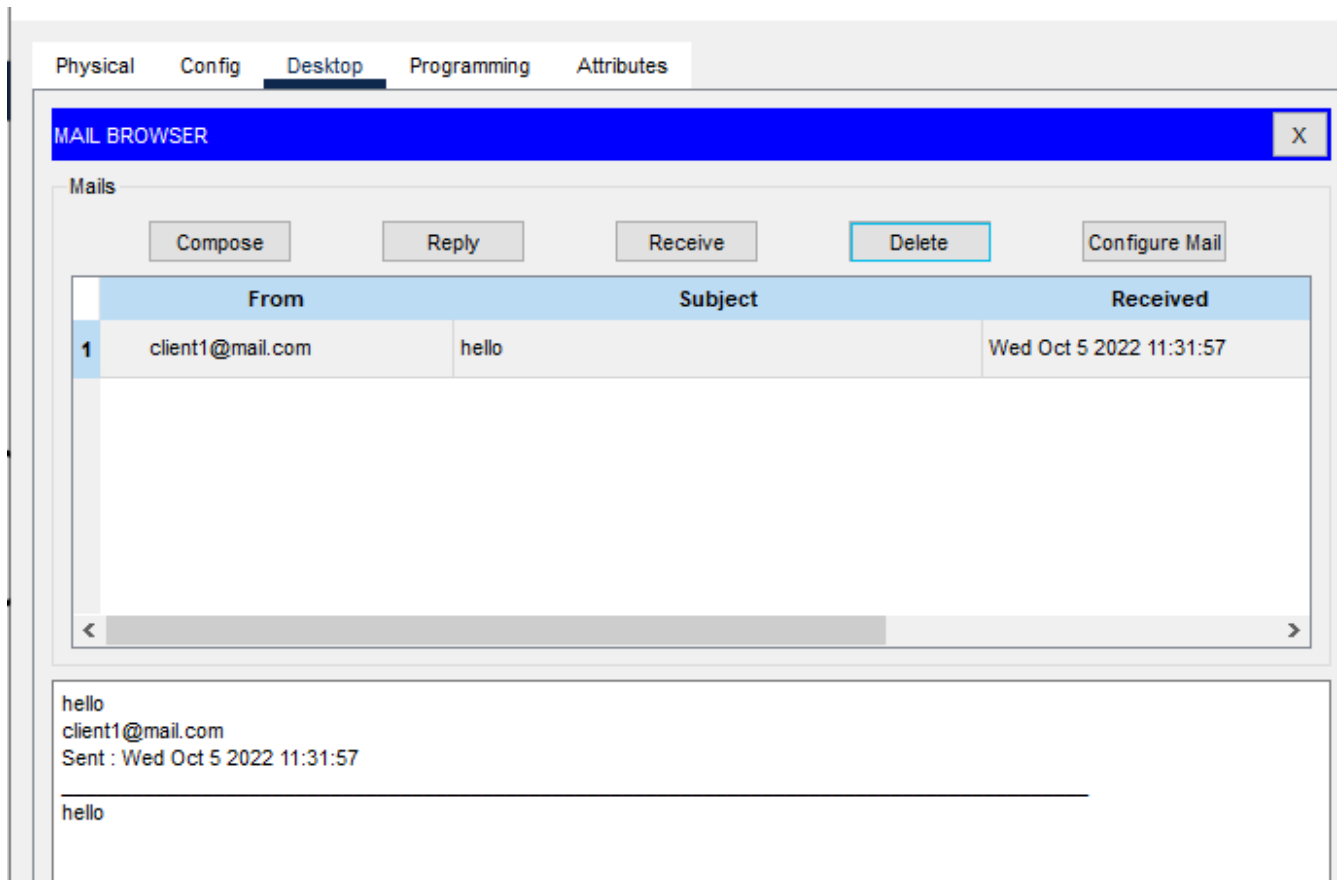 Physical Config Desktop Programming Attributes
MAIL BROWSER X
Mails
Compose Reply Receive Delete Configure Mail
From Subject Received
1 client1@mail.com hello Wed Oct 5 2022 11:31:57
hello
client1@mail.com
Sent : Wed Oct 5 2022 11:31:57
hello